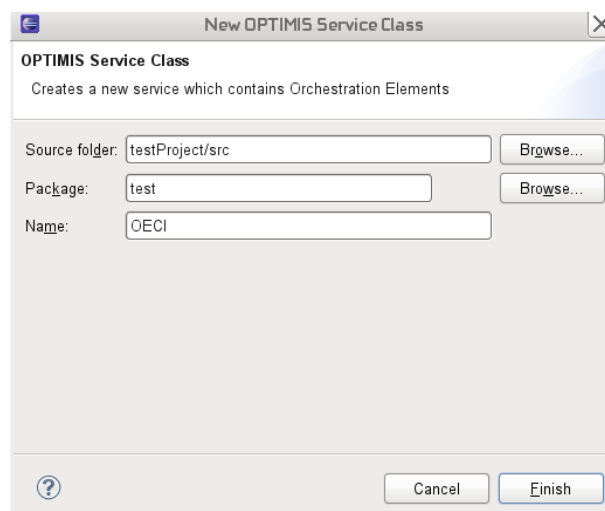 New OPTIMIS Service Class
OPTIMIS Service Class
Creates a new service which contains Orchestration Elements
Source folder: testProject/src Browse...
Package: test Browse...
Name: OECI
Cancel Finish